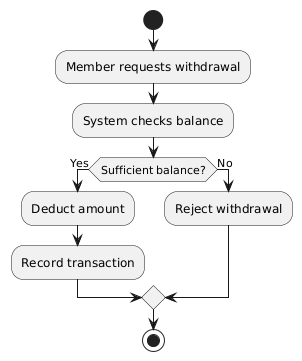 Member requests withdrawal
System checks balance
Sufficient balance?
Yes
No
Deduct amount
Reject withdrawal
Record transaction